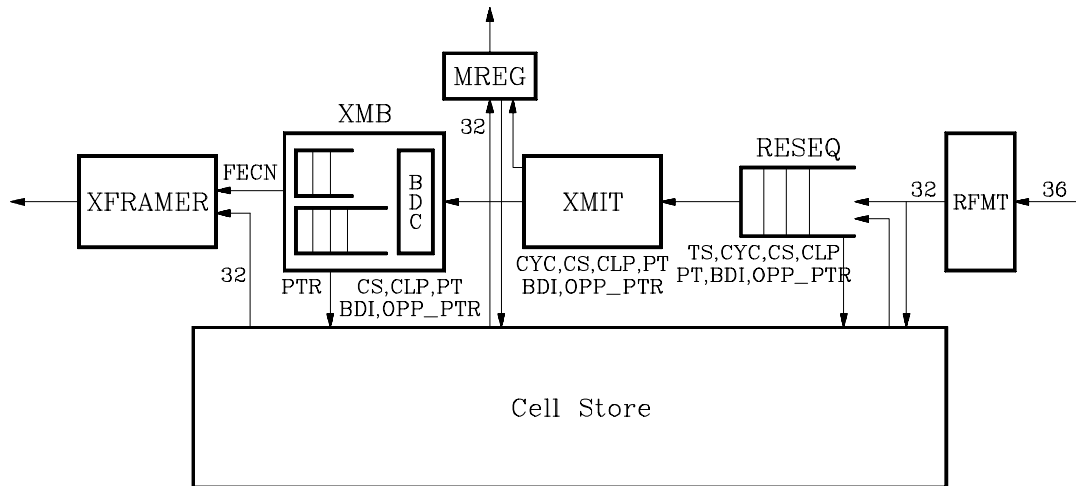 MREG
XMB
32
RESEQ
FECN
B
D
C
XFRAMER
XMIT
32
RFMT
36
32
PTR
CS,CLP,PT
BDI,OPP_PTR
CYC,CS,CLP,PT
BDI,OPP_PTR
TS,CYC,CS,CLP
PT,BDI,OPP_PTR
Cell Store